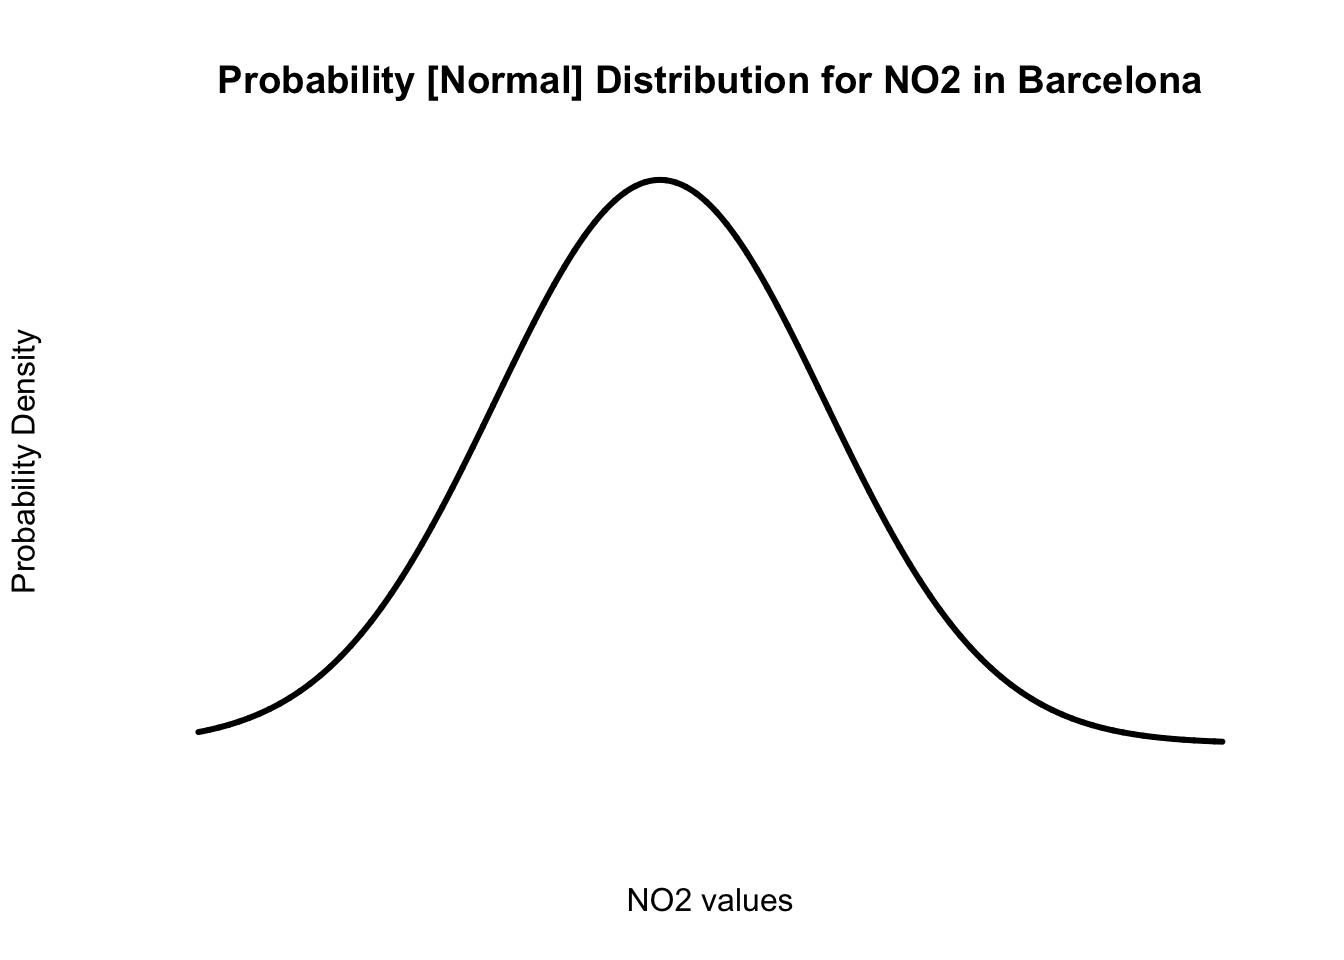 Probability [Normal] Distribution for NO2 in Barcelona
Probability Density
NO2 values